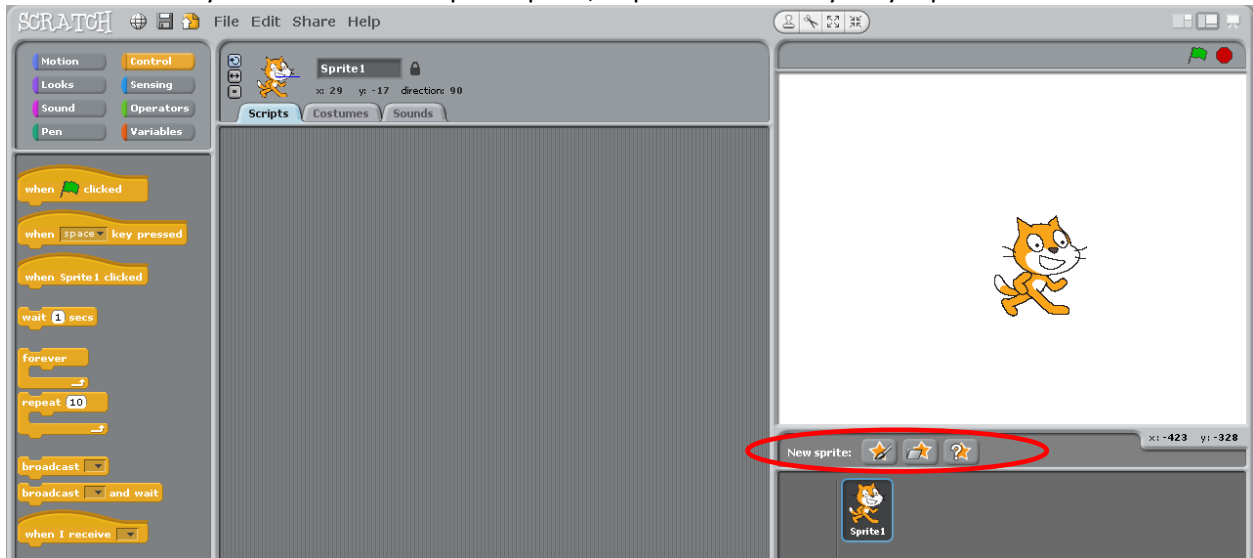 SCRATCH File Edit Share Help
Motion Control
Looks Sensing
Sound Operators
Pen Variables
Sprite1
x: 29 y: -17 direction: 90
Scripts Costumes Sounds
when clicked
when space key pressed
when Sprite1 clicked
wait 1 secs
forever
repeat 10
broadcast
broadcast and wait
when I receive
x: -423 y: -328
New sprite:
Sprite1